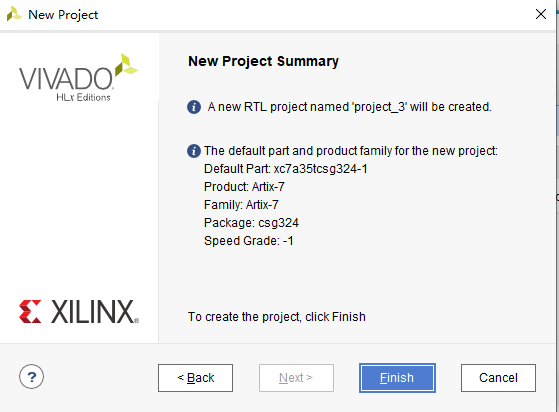 New Project
VIVADO
HLx Editions
New Project Summary
A new RTL project named 'project_3' will be created.
The default part and product family for the new project:
Default Part: xc7a35tcsg324-1
Product: Artix-7
Family: Artix-7
Package: csg324
Speed Grade: -1
XILINX
To create the project, click Finish
?
< Back
Next >
Finish
Cancel